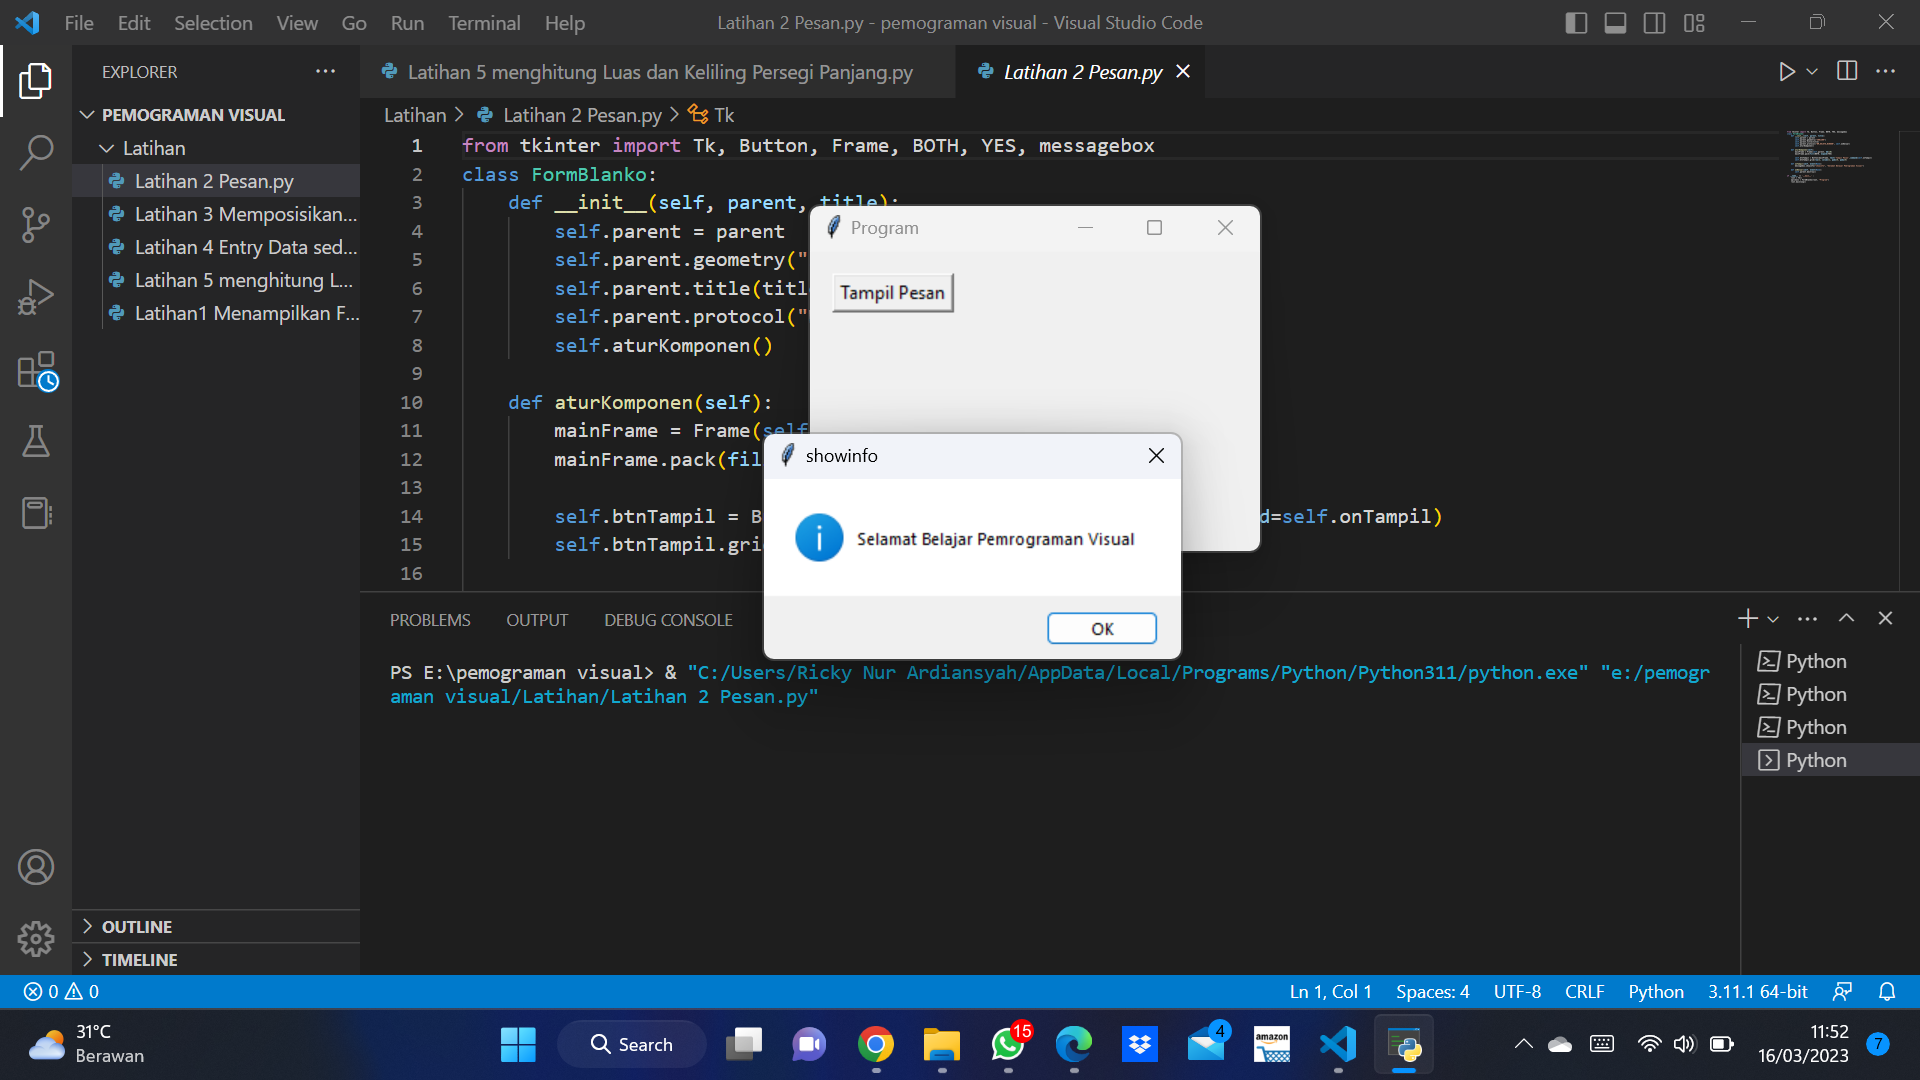 File Edit Selection View Go Run Terminal Help
Latihan 2 Pesan.py - pemograman visual - Visual Studio Code
EXPLORER
PEMOGRAMAN VISUAL
Latihan
Latihan 2 Pesan.py
Latihan 3 Memposisikan...
Latihan 4 Entry Data sed...
Latihan 5 menghitung L...
Latihan1 Menampilkan F...
OUTLINE
TIMELINE
Latihan 5 menghitung Luas dan Keliling Persegi Panjang.py
Latihan 2 Pesan.py
Latihan > Latihan 2 Pesan.py > Tk
1 from tkinter import Tk, Button, Frame, BOTH, YES, messagebox
2 class FormBlanko:
3 def __init__(self, parent, title):
4 self.parent = parent
5 self.parent.geometry("
6 self.parent.title(titl
7 self.parent.protocol("
8 self.aturKomponen()
9
10 def aturKomponen(self):
11 mainFrame = Frame(self
12 mainFrame.pack(fil
13
14 self.btnTampil = B d=self.onTampil)
15 self.btnTampil.gri
16
Program
Tampil Pesan
showinfo
Selamat Belajar Pemrograman Visual
OK
PROBLEMS OUTPUT DEBUG CONSOLE
PS E:\pemograman visual> & "C:/Users/Ricky Nur Ardiansyah/AppData/Local/Programs/Python/Python311/python.exe" "e:/pemogr
aman visual/Latihan/Latihan 2 Pesan.py"
Python
Python
Python
Python
0 0
Ln 1, Col 1 Spaces: 4 UTF-8 CRLF Python 3.11.1 64-bit
31°C
Berawan
Search
15
4
amazon
11:52
16/03/2023
7